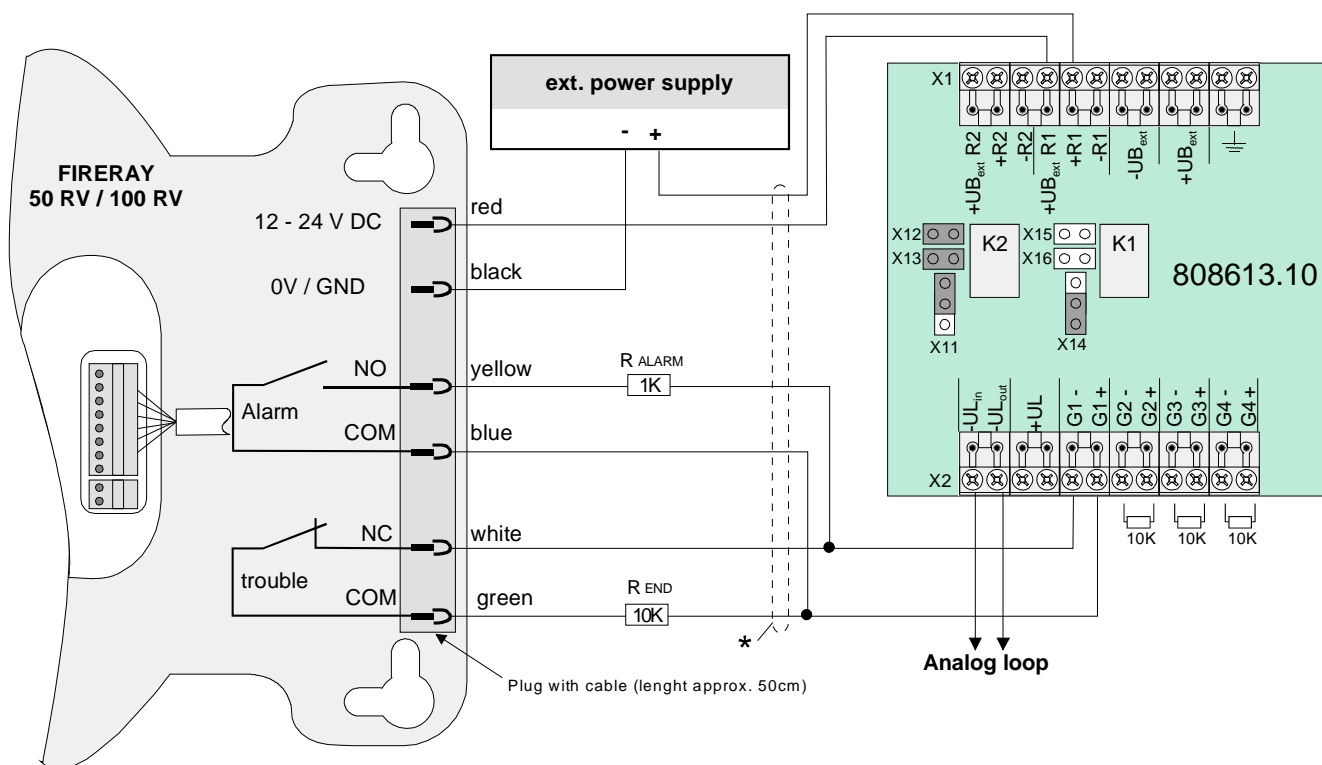 FIRERAY
50 RV / 100 RV
12 - 24 V DC
0V / GND
NO
Alarm
COM
NC
trouble
COM
red
black
yellow
blue
white
green
ext. power supply
- +
R ALARM
1K
R END
10K
*
Plug with cable (lenght approx. 50cm)
X1
+UBext R2
+R2
-R2
+UBext R1
+R1
-R1
-UBext
+UBext
X12
X13
K2
X11
X15
X16
K1
X14
808613.10
-ULin
-ULout
+UL
G1 -
G1 +
G2 -
G2 +
G3 -
G3 +
G4 -
G4 +
X2
10K
10K
10K
Analog loop